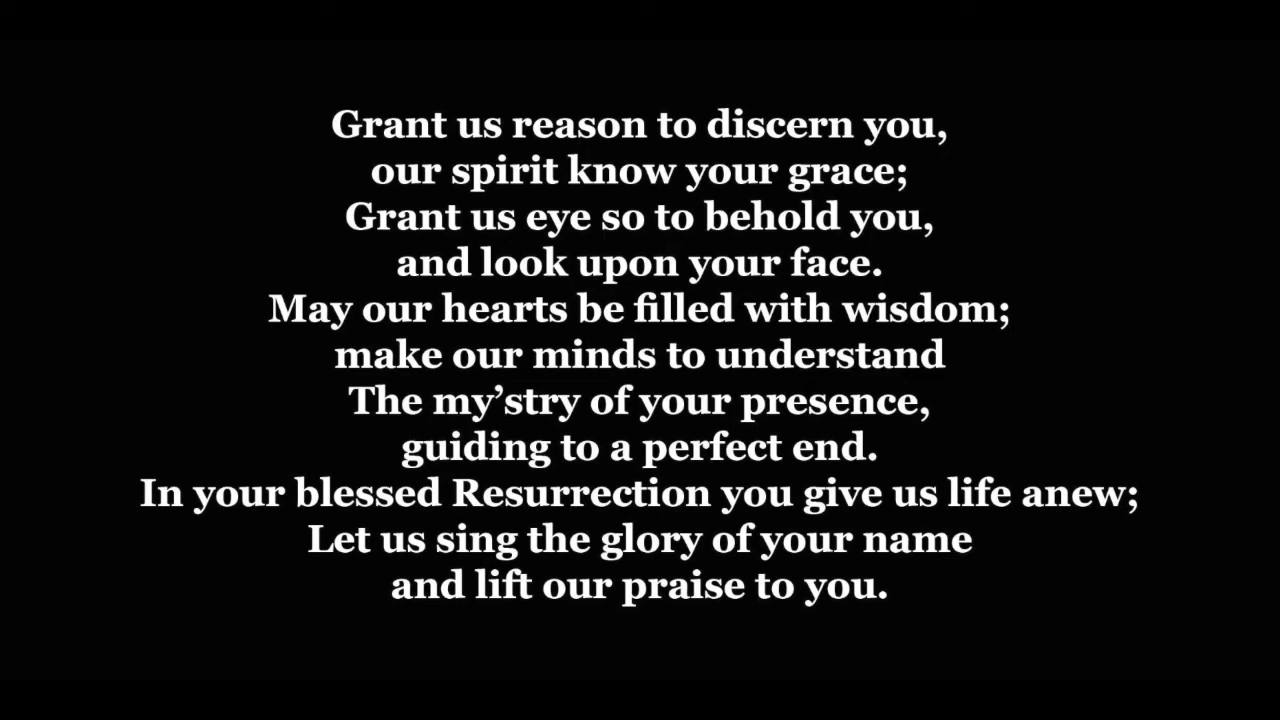 Grant us reason to discern you,
our spirit know your grace;
Grant us eye so to behold you,
and look upon your face.
May our hearts be filled with wisdom;
make our minds to understand
The my’stry of your presence,
guiding to a perfect end.
In your blessed Resurrection you give us life anew;
Let us sing the glory of your name
and lift our praise to you.